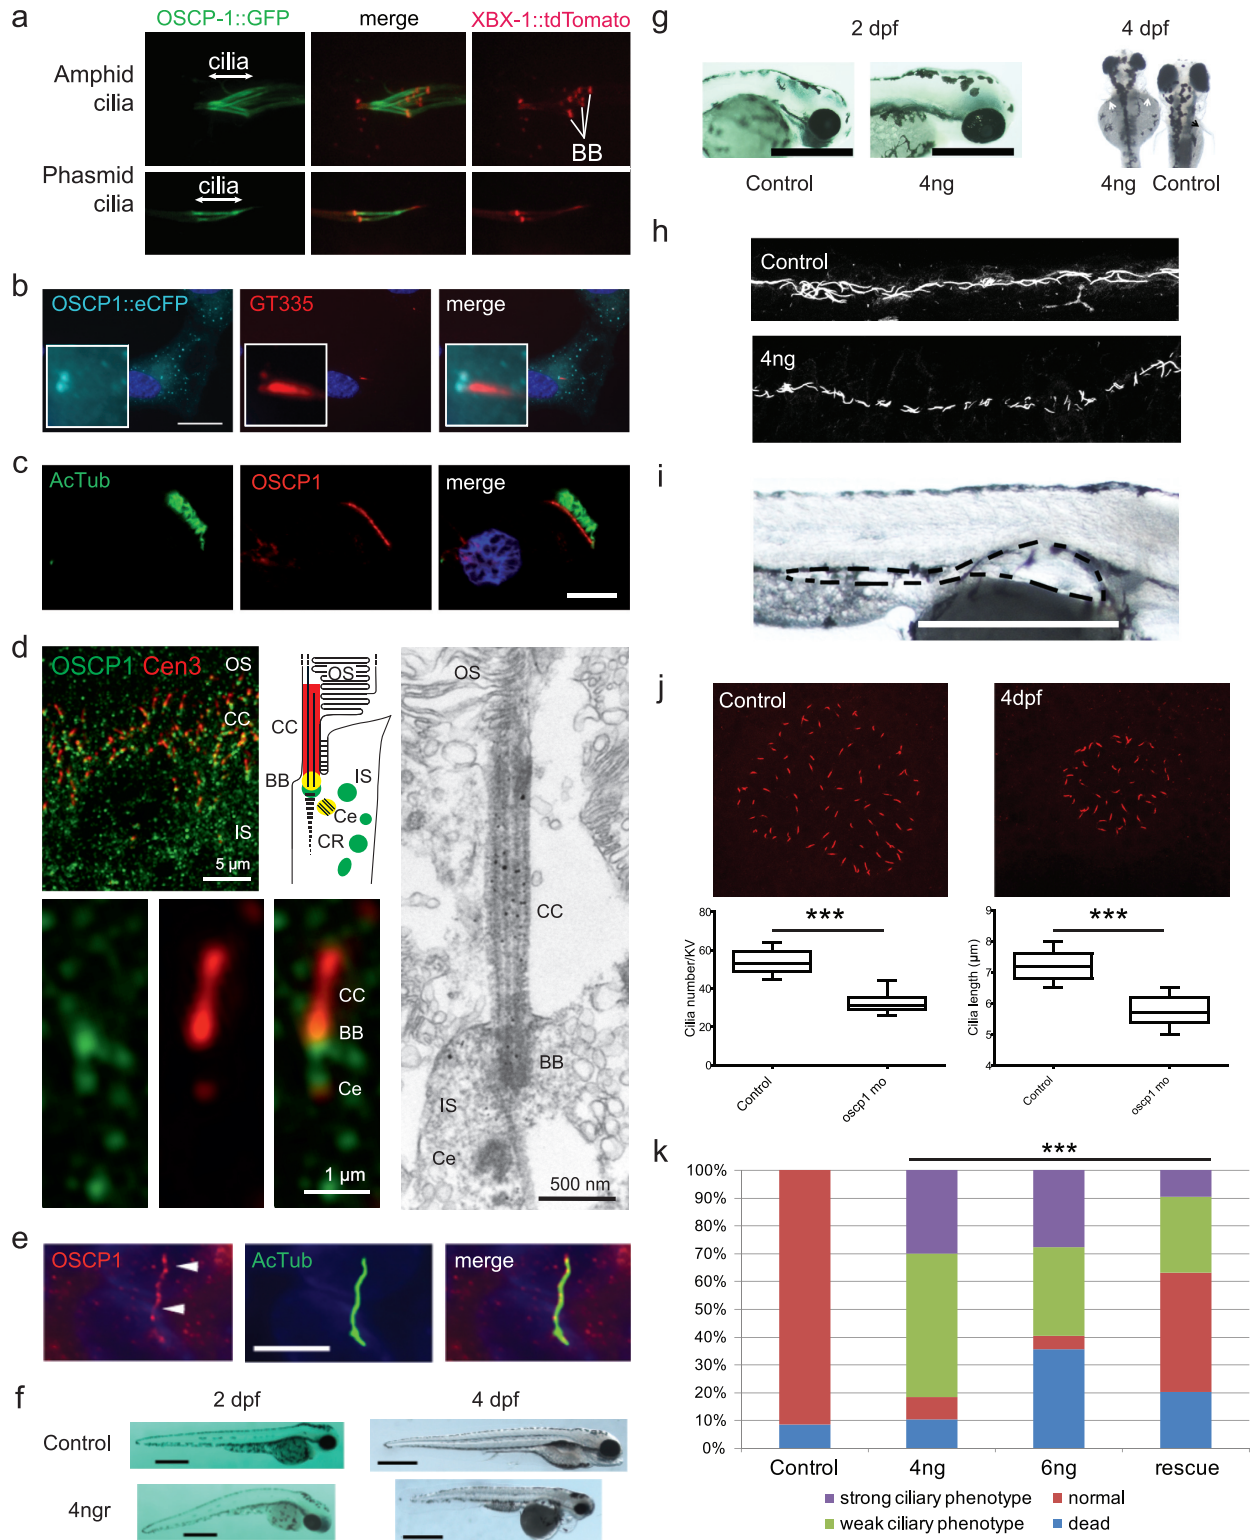 a
OSCP-1::GFP
merge
XBX-1::tdTomato
Amphid
cilia
cilia
BB
Phasmid
cilia
cilia
b
OSCP1::eCFP
GT335
merge
c
AcTub
OSCP1
merge
d
OSCP1 Cen3
OS
CC
IS
5 µm
OS
CC
BB
IS
Ce
CR
OS
CC
BB
IS
Ce
500 nm
CC
BB
Ce
1 µm
e
OSCP1
AcTub
merge
f
2 dpf
4 dpf
Control
4ngr
g
2 dpf
4 dpf
Control
4ng
4ng Control
h
Control
4ng
i
j
Control
4dpf
***
Cilia number/KV
80
60
40
20
0
Control
oscp1 mo
***
Cilia length (µm)
9
8
7
6
5
4
Control
oscp1 mo
k
***
100%
90%
80%
70%
60%
50%
40%
30%
20%
10%
0%
Control
4ng
6ng
rescue
strong ciliary phenotype
normal
weak ciliary phenotype
dead